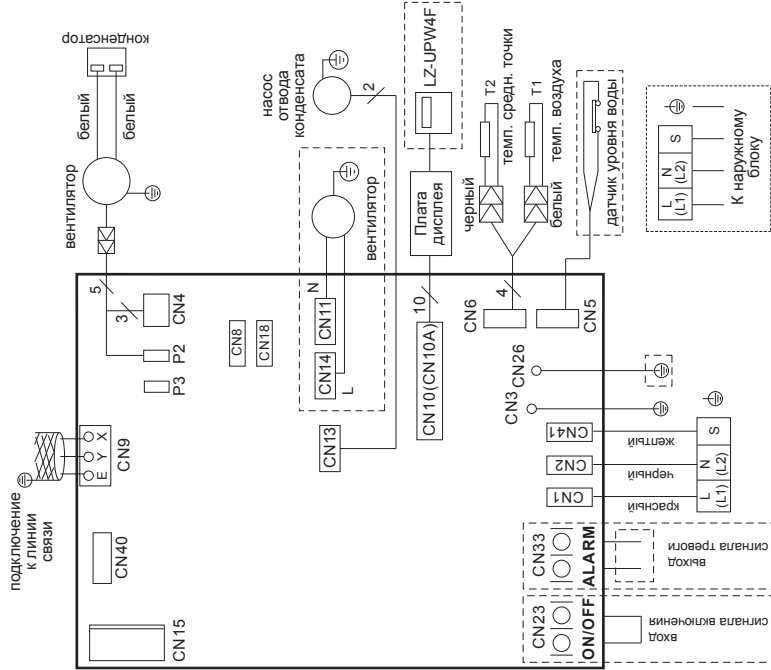 подключение
к линии
связи
CN15
CN40
E
Y
X
CN9
P3
P2
CN4
3
5
вентилятор
белый
белый
конденсатор
CN8
CN18
CN14
CN11
L
N
вентилятор
CN13
2
насос
отвода
конденсата
CN10(CN10A)
10
Плата
дисплея
LZ-UPW4F
CN6
4
черный
T2
темп. средн. точки
белый
T1
темп. воздуха
CN5
датчик уровня воды
CN3
CN26
CN23
ON/OFF
вход
сигнала включения
CN33
ALARM
выход
сигнала тревоги
CN1
CN2
CN41
красный
черный
желтый
L
(L1)
N
(L2)
S
L
(L1)
N
(L2)
S
К наружному
блоку